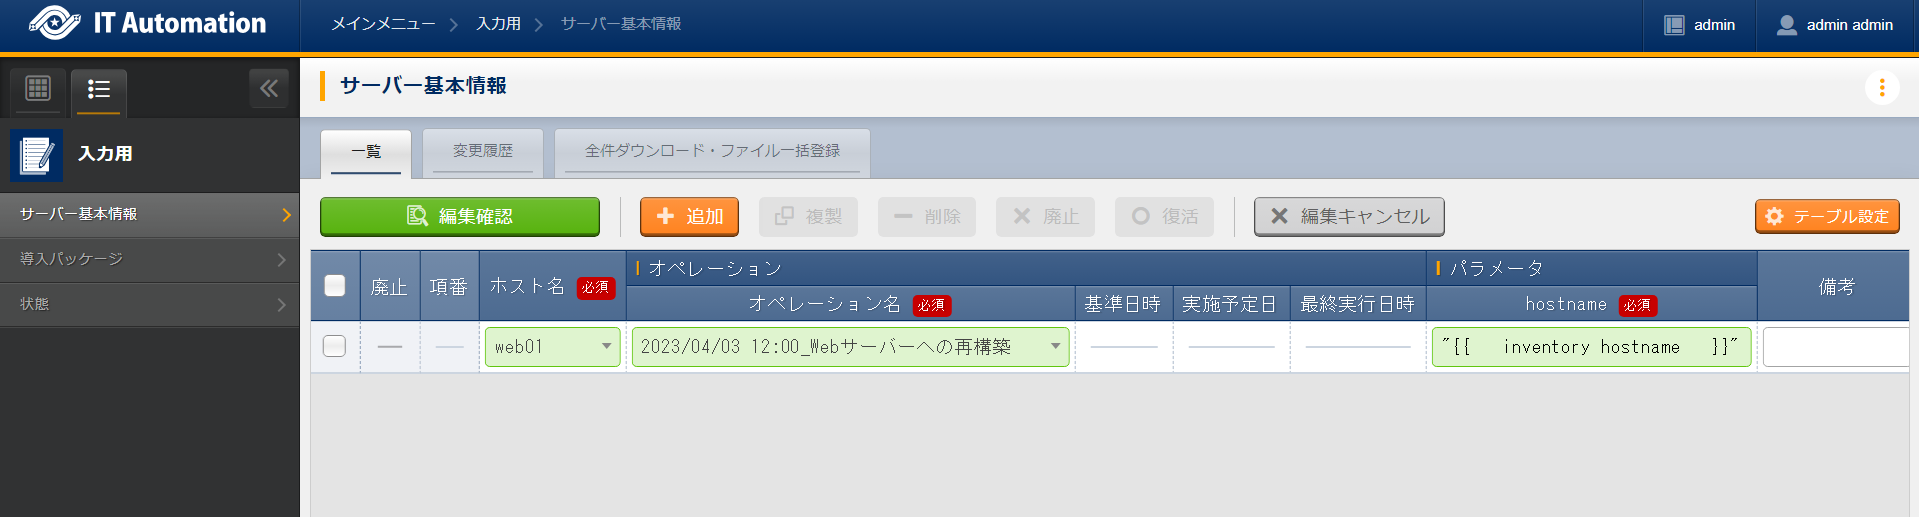 IT Automation
メインメニュー 入力用 サーバー基本情報
admin
admin admin
入力用
サーバー基本情報
導入パッケージ
状態
サーバー基本情報
一覧 変更履歴 全件ダウンロード・ファイル一括登録
編集確認 追加 複製 削除 廃止 復活 編集キャンセル テーブル設定
廃止 項番 ホスト名 必須 オペレーション パラメータ 備考
オペレーション名 必須 基準日時 実施予定日 最終実行日時 hostname 必須
web01 2023/04/03 12:00_Webサーバーへの再構築 "{{ inventory hostname }}"